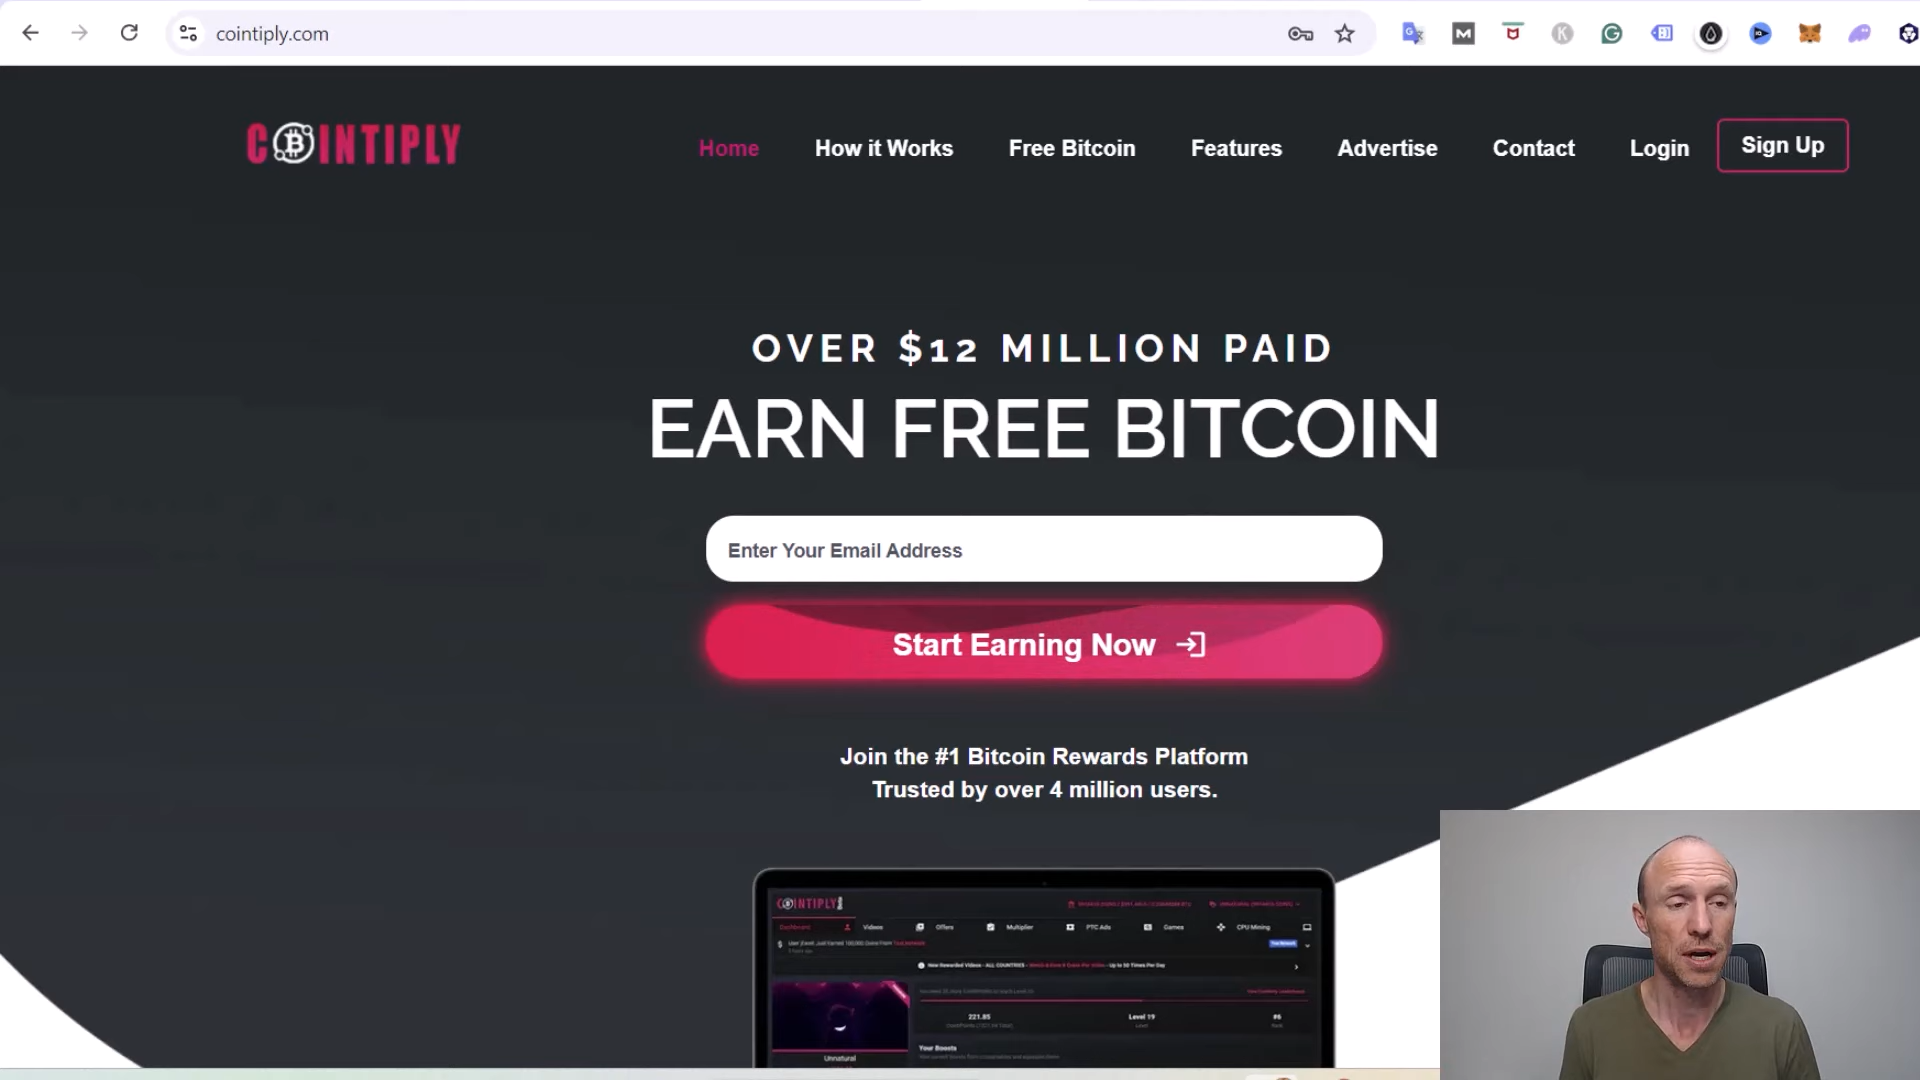 cointiply.com
COINTIPLY
Home
How it Works
Free Bitcoin
Features
Advertise
Contact
Login
Sign Up
OVER $12 MILLION PAID
EARN FREE BITCOIN
Enter Your Email Address
Start Earning Now
Join the #1 Bitcoin Rewards Platform
Trusted by over 4 million users.
COINTIPLY
Dashboard
Videos
Offers
Multiplier
PTC Ads
Games
CPU Mining
221.85
Level 19
#6
Your Boosts
Unnatural